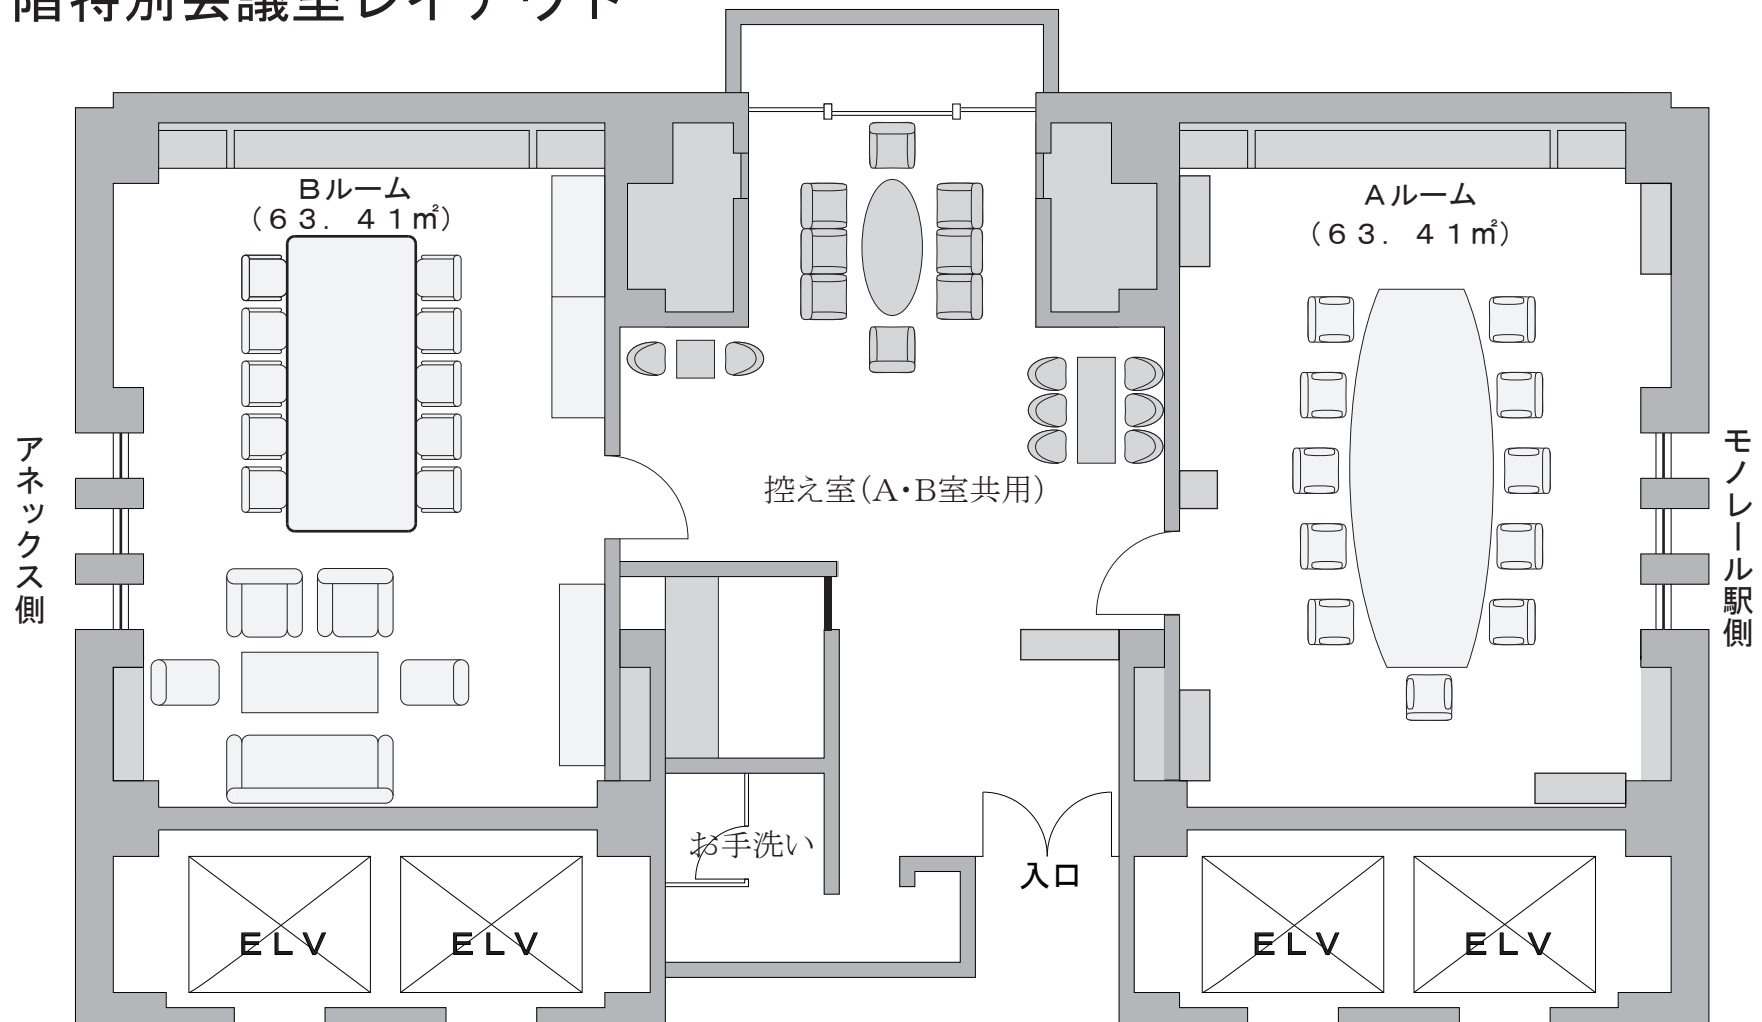 階特別会議室レイアウト
Bルーム
（63．41㎡）
Aルーム
（63．41㎡）
アネックス側
控え室（A・B室共用）
モノレール駅側
お手洗い
入口
ELV
ELV
ELV
ELV